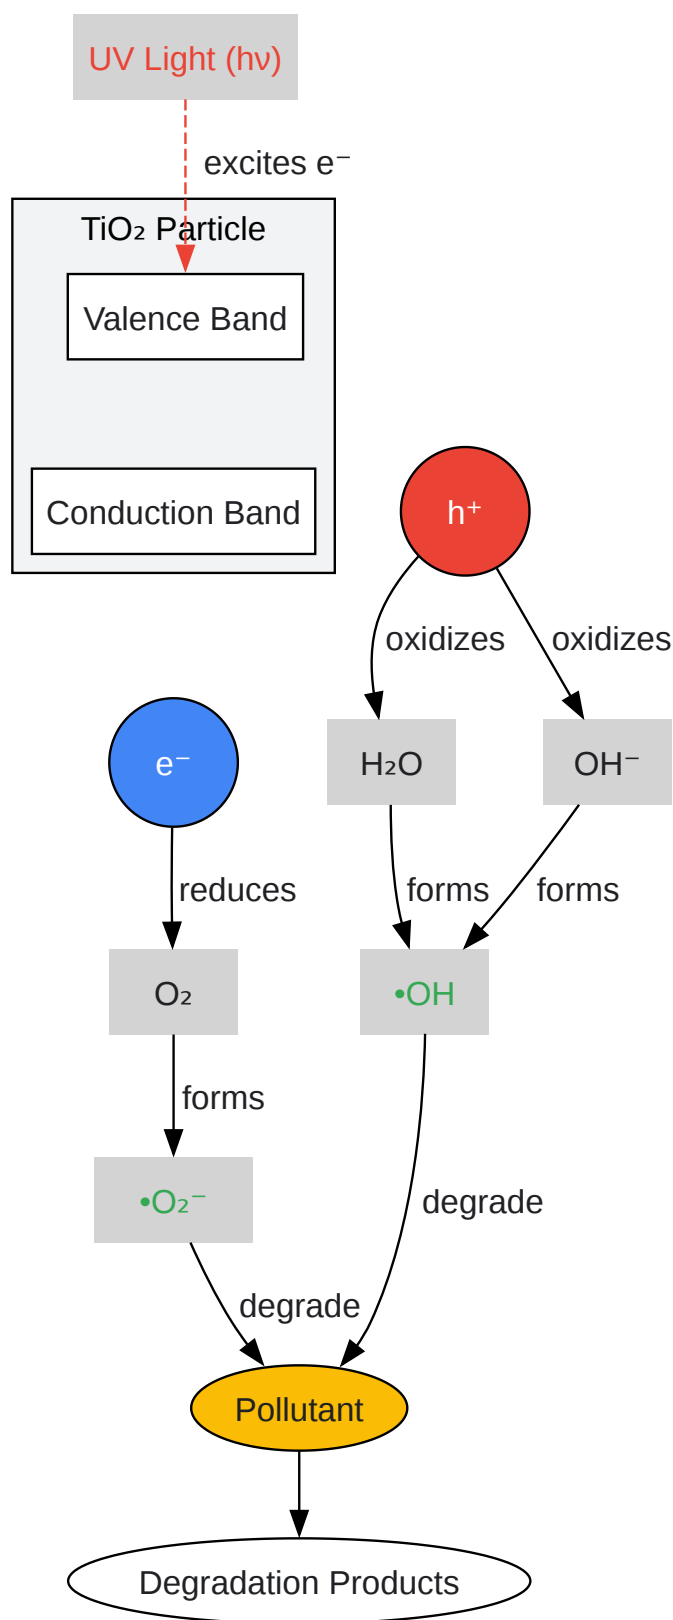 UV Light (hν)
excites e⁻
TiO₂ Particle
Valence Band
Conduction Band
h⁺
oxidizes
oxidizes
e⁻
H₂O
OH⁻
reduces
forms
forms
O₂
•OH
forms
•O₂⁻
degrade
degrade
Pollutant
Degradation Products